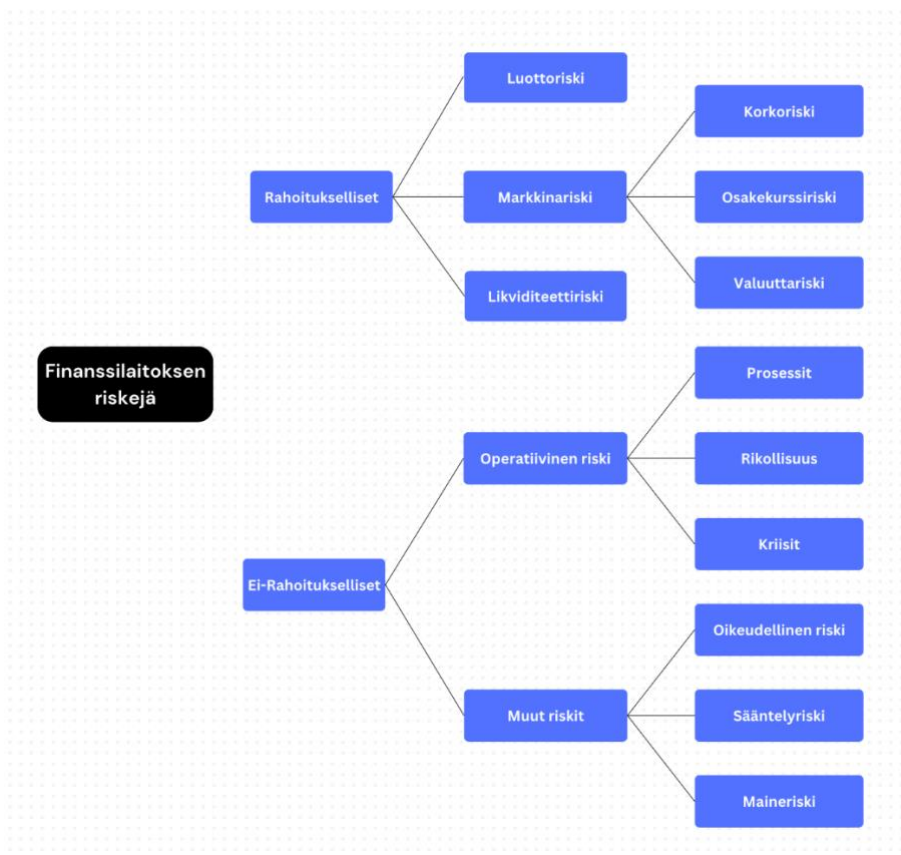 Finanssilaitoksen
riskejä
Rahoitukselliset
Luottoriski
Markkinariski
Likviditeettiriski
Korkoriski
Osakekurssiriski
Valuuttariski
Ei-Rahoitukselliset
Operatiivinen riski
Prosessit
Rikollisuus
Kriisit
Muut riskit
Oikeudellinen riski
Sääntelyriski
Maineriski